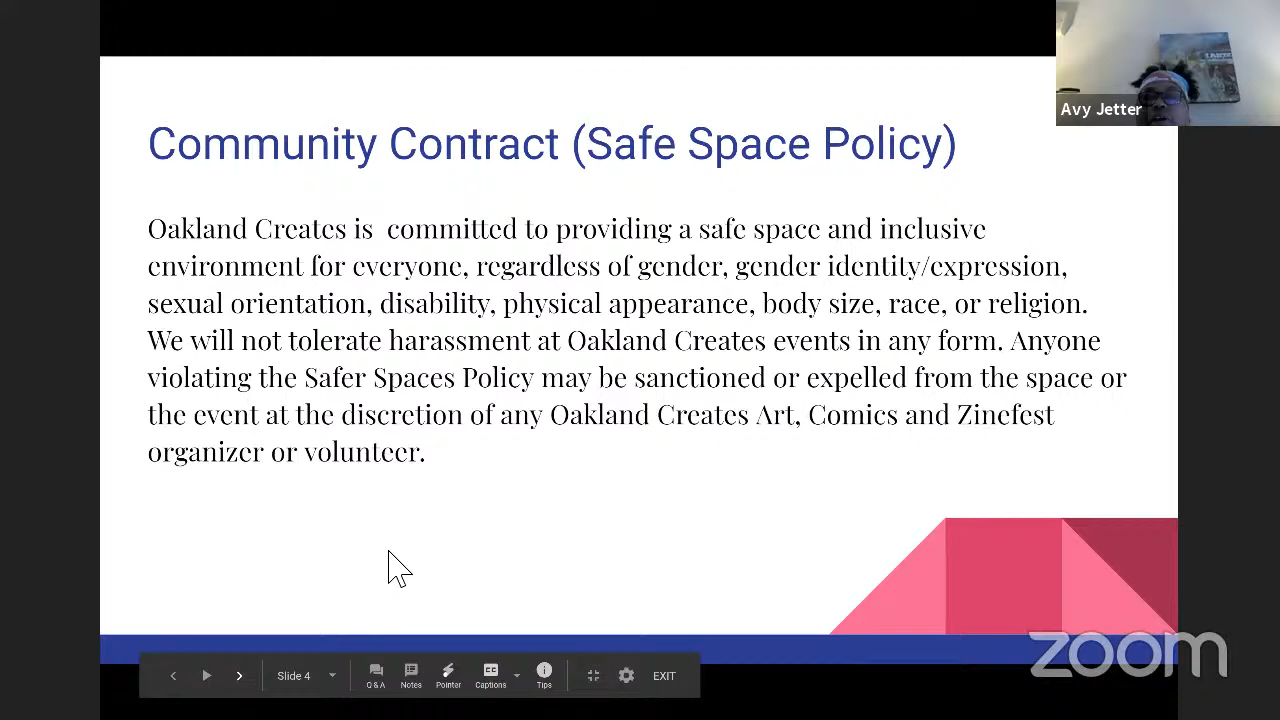 Avy Jetter
Community Contract (Safe Space Policy)
Oakland Creates is  committed to providing a safe space and inclusive
environment for everyone, regardless of gender, gender identity/expression,
sexual orientation, disability, physical appearance, body size, race, or religion.
We will not tolerate harassment at Oakland Creates events in any form. Anyone
violating the Safer Spaces Policy may be sanctioned or expelled from the space or
the event at the discretion of any Oakland Creates Art, Comics and Zinefest
organizer or volunteer.
zoom
Slide 4
Q & A
Notes
Pointer
CC
Captions
Tips
EXIT